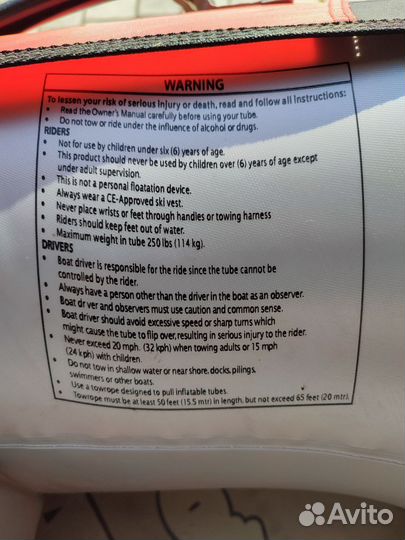 WARNING
To lessen your risk of serious injury or death, read and follow all instructions:
• Read the Owner's Manual carefully before using your tube.
• Do not tow or ride under the influence of alcohol or drugs.
RIDERS
• Not for use by children under six (6) years of age.
• This product should never be used by children over (6) years of age except
under adult supervision.
• This is not a personal floatation device.
• Always wear a CE-Approved ski vest.
• Never place wrists or feet through handles or towing harness
• Riders should keep feet out of water.
• Maximum weight in tube 250 lbs (114 kg).
DRIVERS
• Boat driver is responsible for the ride since the tube cannot be
controlled by the rider.
• Always have a person other than the driver in the boat as an observer.
• Boat driver and observers must use caution and common sense.
• Boat driver should avoid excessive speed or sharp turns which
might cause the tube to flip over, resulting in serious injury to the rider.
• Never exceed 20 mph. (32 kph) when towing adults or 15 mph
(24 kph) with children.
• Do not tow in shallow water or near shore, docks, pilings,
swimmers or other boats.
• Use a towrope designed to pull inflatable tubes.
• Towrope must be at least 50 feet (15.5 mtr) in length, but not exceed 65 feet (20 mtr).
Avito